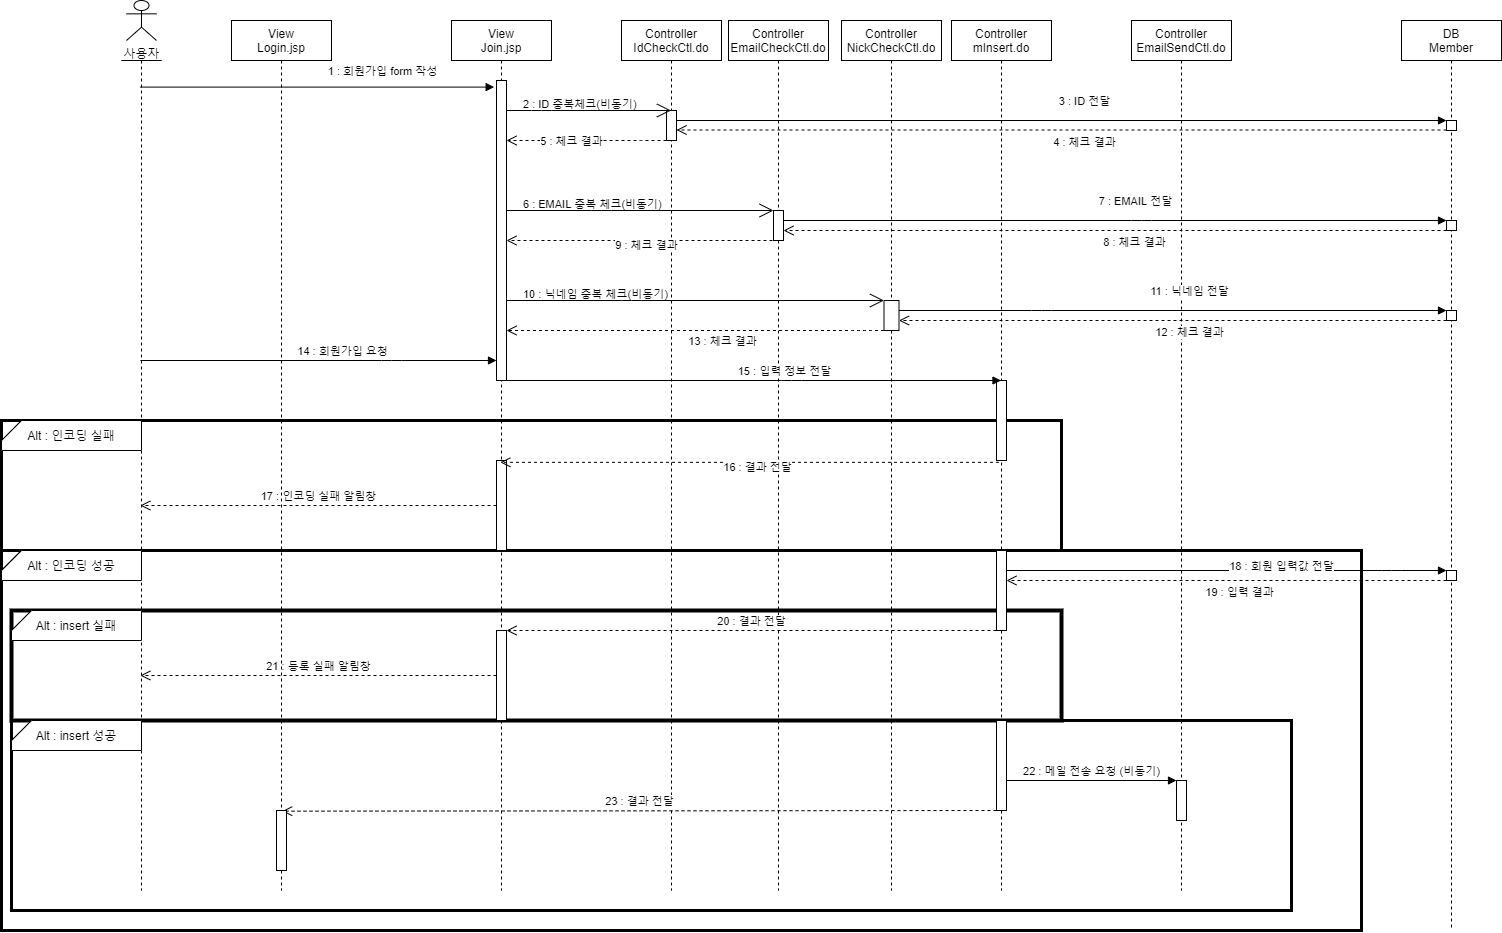 사용자
View
Login.jsp
View
Join.jsp
Controller
IdCheckCtl.do
Controller
EmailCheckCtl.do
Controller
NickCheckCtl.do
Controller
mInsert.do
Controller
EmailSendCtl.do
DB
Member
1 : 회원가입 form 작성
2 : ID 중복체크(비동기)
3 : ID 전달
4 : 체크 결과
5 : 체크 결과
6 : EMAIL 중복 체크(비동기)
7 : EMAIL 전달
8 : 체크 결과
9 : 체크 결과
10 : 닉네임 중복 체크(비동기)
11 : 닉네임 전달
12 : 체크 결과
13 : 체크 결과
14 : 회원가입 요청
15 : 입력 정보 전달
Alt : 인코딩 실패
16 : 결과 전달
17 : 인코딩 실패 알림창
Alt : 인코딩 성공
18 : 회원 입력값 전달
19 : 입력 결과
Alt : insert 실패
20 : 결과 전달
21 : 등록 실패 알림창
Alt : insert 성공
22 : 메일 전송 요청 (비동기)
23 : 결과 전달